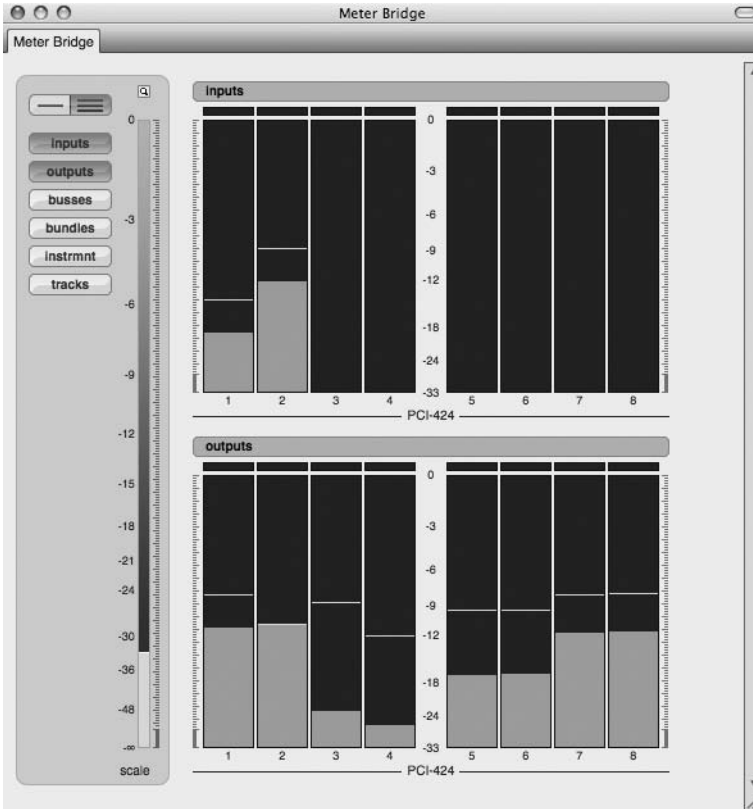 Meter Bridge
Meter Bridge
inputs
outputs
busses
bundles
instrmnt
tracks
0
-3
-6
-9
-12
-15
-18
-21
-24
-30
-36
-48
-∞
scale
inputs
0
-3
-6
-9
-12
-18
-24
-33
1 2 3 4 5 6 7 8
PCI-424
outputs
0
-3
-6
-9
-12
-18
-24
-33
1 2 3 4 5 6 7 8
PCI-424